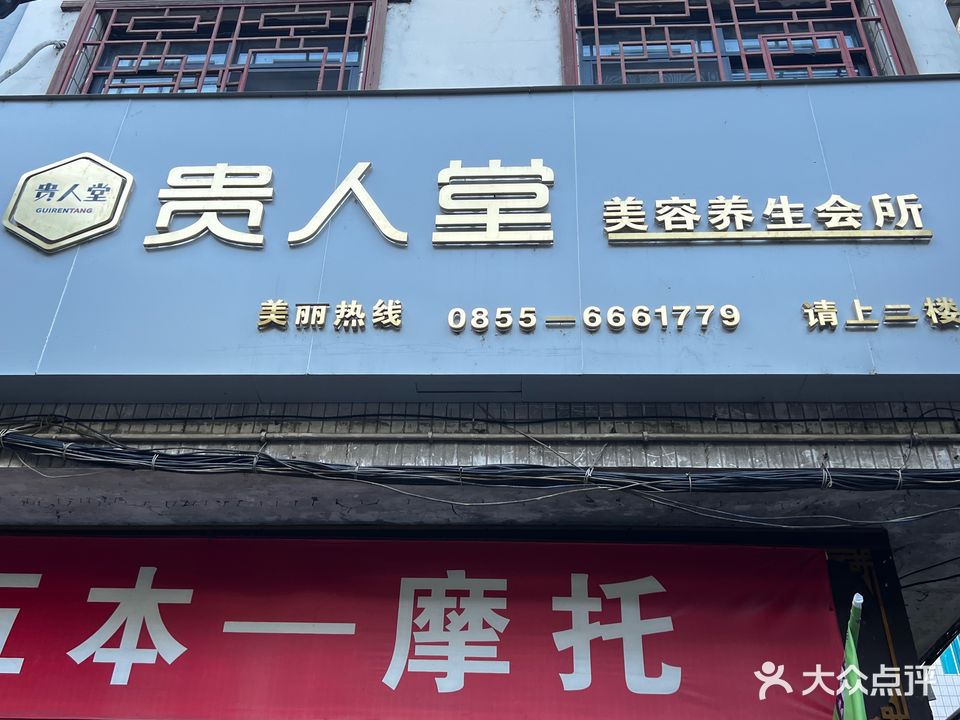 贵人堂
GUIRENTANG
贵人堂 美容养生会所
美丽热线 0855-6661779 请上二楼
本一摩托
大众点评